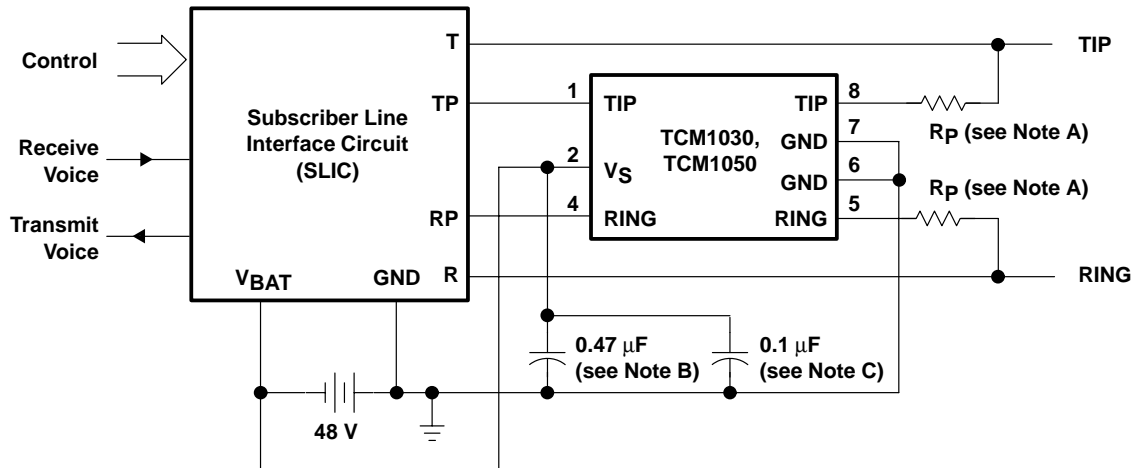 Control
Receive
Voice
Transmit
Voice
Subscriber Line
Interface Circuit
(SLIC)
T
TP
RP
R
VBAT
GND
1
2
4
TIP
VS
RING
TCM1030,
TCM1050
TIP
GND
GND
RING
8
7
6
5
TIP
RP (see Note A)
RP (see Note A)
RING
0.47 μF
(see Note B)
0.1 μF
(see Note C)
48 V